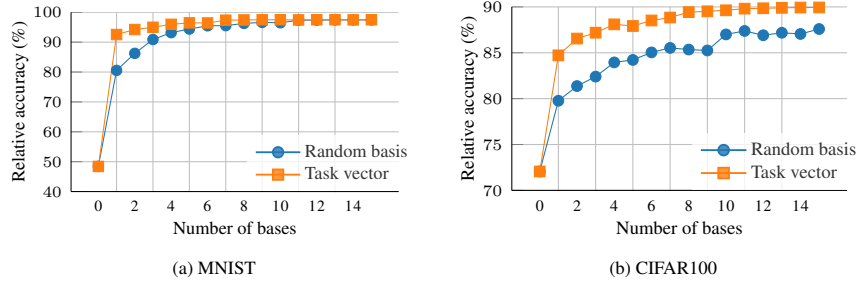 100
90
80
70
60
50
40
Relative accuracy (%)
0 2 4 6 8 10 12 14
Number of bases
Random basis
Task vector
(a) MNIST
90
85
80
75
70
Relative accuracy (%)
0 2 4 6 8 10 12 14
Number of bases
Random basis
Task vector
(b) CIFAR100